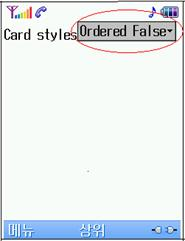 Card styles Ordered False
메뉴 상위